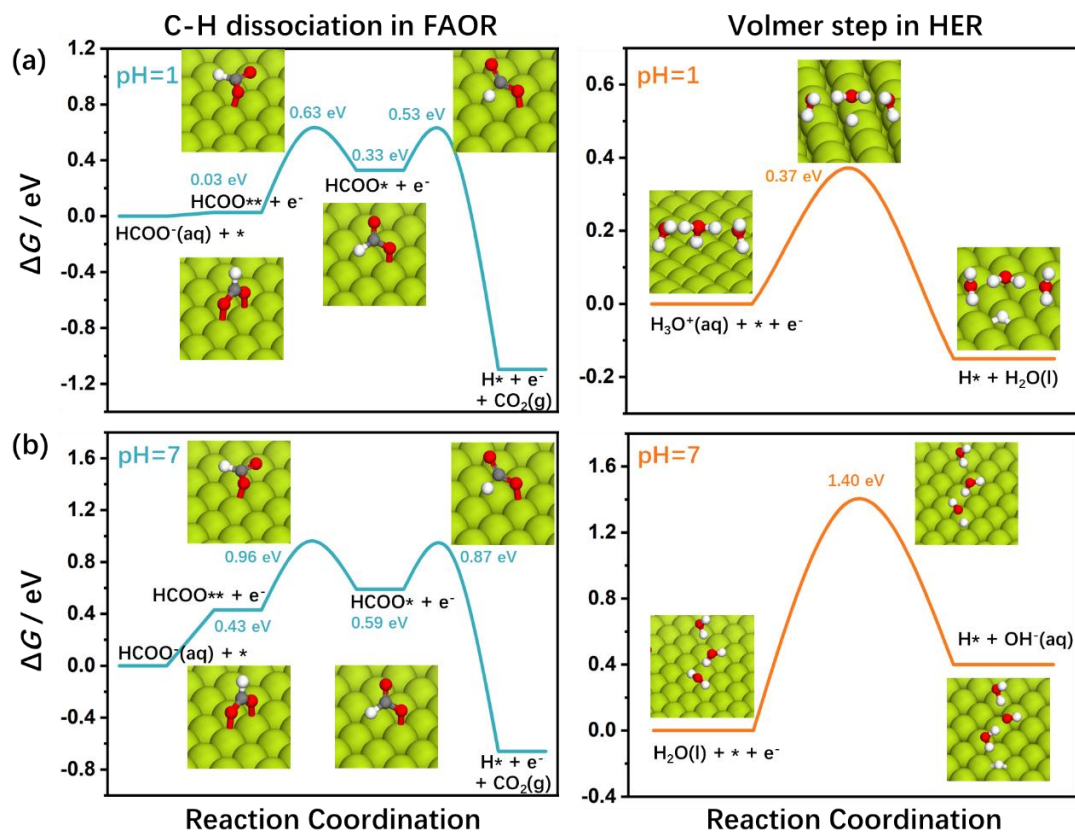 C-H dissociation in FAOR
Volmer step in HER
(a)
ΔG / eV
1.2
0.8
0.4
0.0
-0.4
-0.8
-1.2
pH=1
0.03 eV
HCOO** + e-
HCOO-(aq) + *
0.63 eV
0.33 eV
HCOO* + e-
0.53 eV
H* + e-
+ CO₂(g)
0.6
0.4
0.2
0.0
-0.2
pH=1
0.37 eV
H₃O⁺(aq) + * + e-
H* + H₂O(l)
(b)
ΔG / eV
1.6
1.2
0.8
0.4
0.0
-0.4
-0.8
pH=7
0.96 eV
HCOO** + e-
0.43 eV
HCOO-(aq) + *
HCOO* + e-
0.59 eV
0.87 eV
H* + e-
+ CO₂(g)
Reaction Coordination
1.6
1.2
0.8
0.4
0.0
-0.4
pH=7
1.40 eV
H₂O(l) + * + e-
H* + OH-(aq)
Reaction Coordination